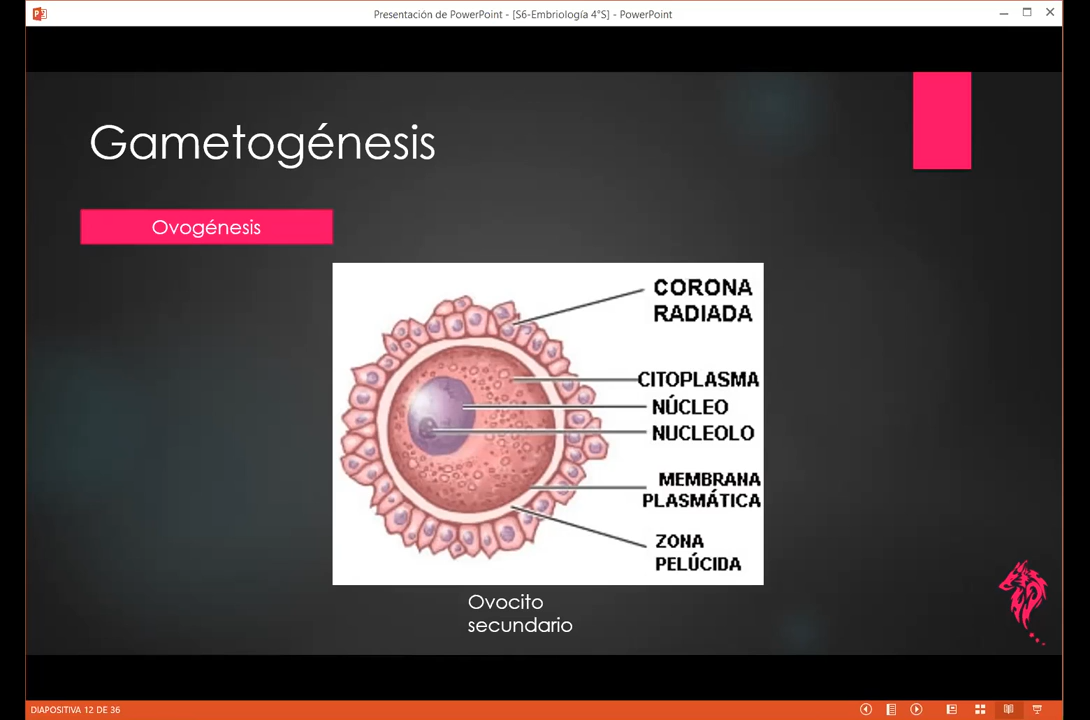 Presentación de PowerPoint - [S6-Embriología 4°S] - PowerPoint
Gametogénesis
Ovogénesis
CORONA
RADIADA
CITOPLASMA
NÚCLEO
NUCLEOLO
MEMBRANA
PLASMÁTICA
ZONA
PELÚCIDA
Ovocito
secundario
DIAPOSITIVA 12 DE 36